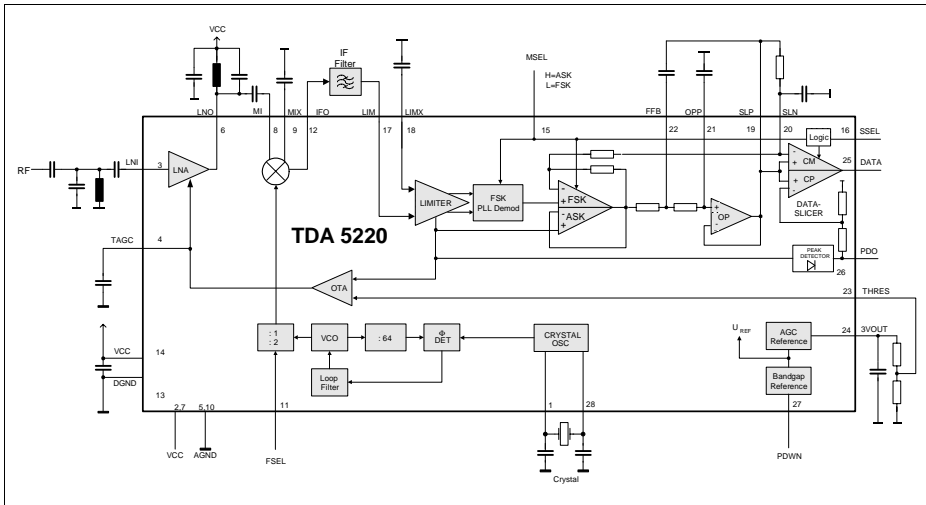 VCC
IF
Filter
MSEL
H=ASK
L=FSK
LNO
MI
MIX
IFO
LIM
LIMX
FFB
OPP
SLP
SLN
6
8
9
12
17
18
15
22
21
19
20
16
SSEL
Logic
RF
LNI
3
LNA
25
DATA
-
+
CM
+
CP
-
DATA-
SLICER
LIMITER
FSK
PLL Demod
-
+
FSK
-
ASK
+
+
-
OP
TDA 5220
4
TAGC
PDO
PEAK
DETECTOR
26
OTA
23
THRES
: 1
: 2
VCO
: 64
Φ
DET
CRYSTAL
OSC
U REF
AGC
Reference
24
3VOUT
VCC
14
DGND
13
Loop
Filter
Bandgap
Reference
2,7
5,10
11
1
28
27
VCC
AGND
FSEL
PDWN
Crystal